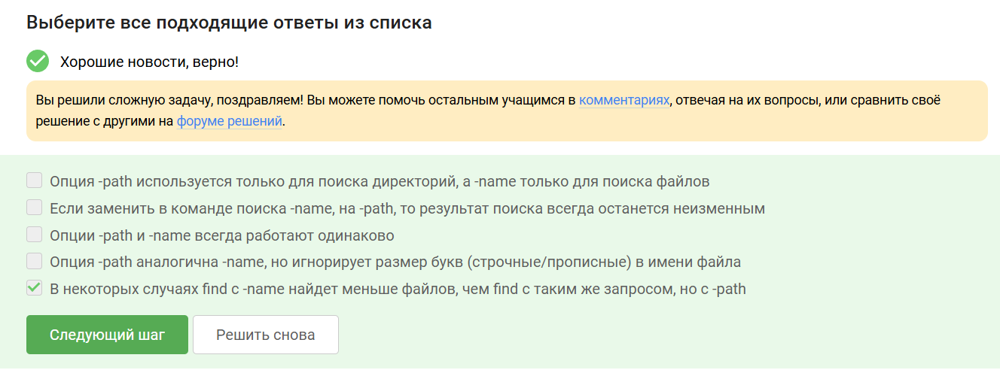 Выберите все подходящие ответы из списка
Хорошие новости, верно!
Вы решили сложную задачу, поздравляем! Вы можете помочь остальным учащимся в комментариях, отвечая на их вопросы, или сравнить своё
решение с другими на форуме решений.
Опция -path используется только для поиска директорий, а -name только для поиска файлов
Если заменить в команде поиска -name, на -path, то результат поиска всегда останется неизменным
Опции -path и -name всегда работают одинаково
Опция -path аналогична -name, но игнорирует размер букв (строчные/прописные) в имени файла
В некоторых случаях find с -name найдет меньше файлов, чем find с таким же запросом, но с -path
Следующий шаг Решить снова